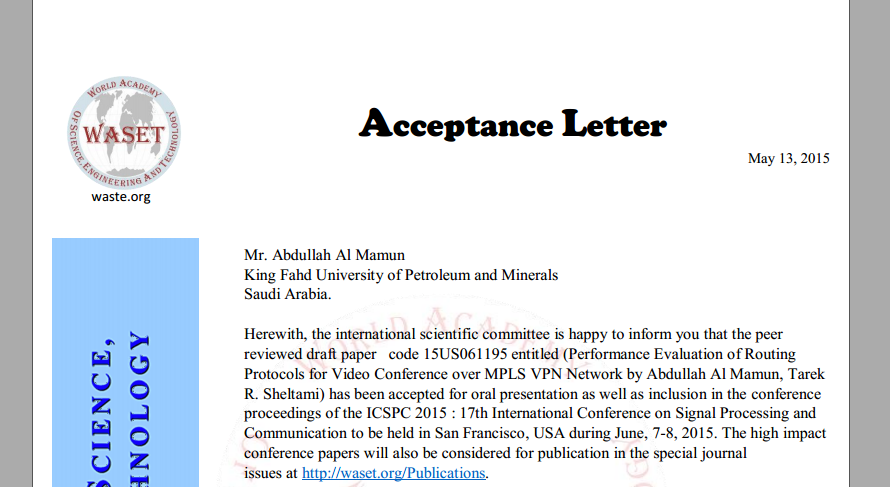 WORLD ACADEMY OF SCIENCE, ENGINEERING AND TECHNOLOGY
WASET
waste.org
Acceptance Letter
May 13, 2015
SCIENCE,
HNOLOGY
Mr. Abdullah Al Mamun
King Fahd University of Petroleum and Minerals
Saudi Arabia.
Herewith, the international scientific committee is happy to inform you that the peer
reviewed draft paper code 15US061195 entitled (Performance Evaluation of Routing
Protocols for Video Conference over MPLS VPN Network by Abdullah Al Mamun, Tarek
R. Sheltami) has been accepted for oral presentation as well as inclusion in the conference
proceedings of the ICSPC 2015 : 17th International Conference on Signal Processing and
Communication to be held in San Francisco, USA during June, 7-8, 2015. The high impact
conference papers will also be considered for publication in the special journal
issues at http://waset.org/Publications.
WORLD ACADEM